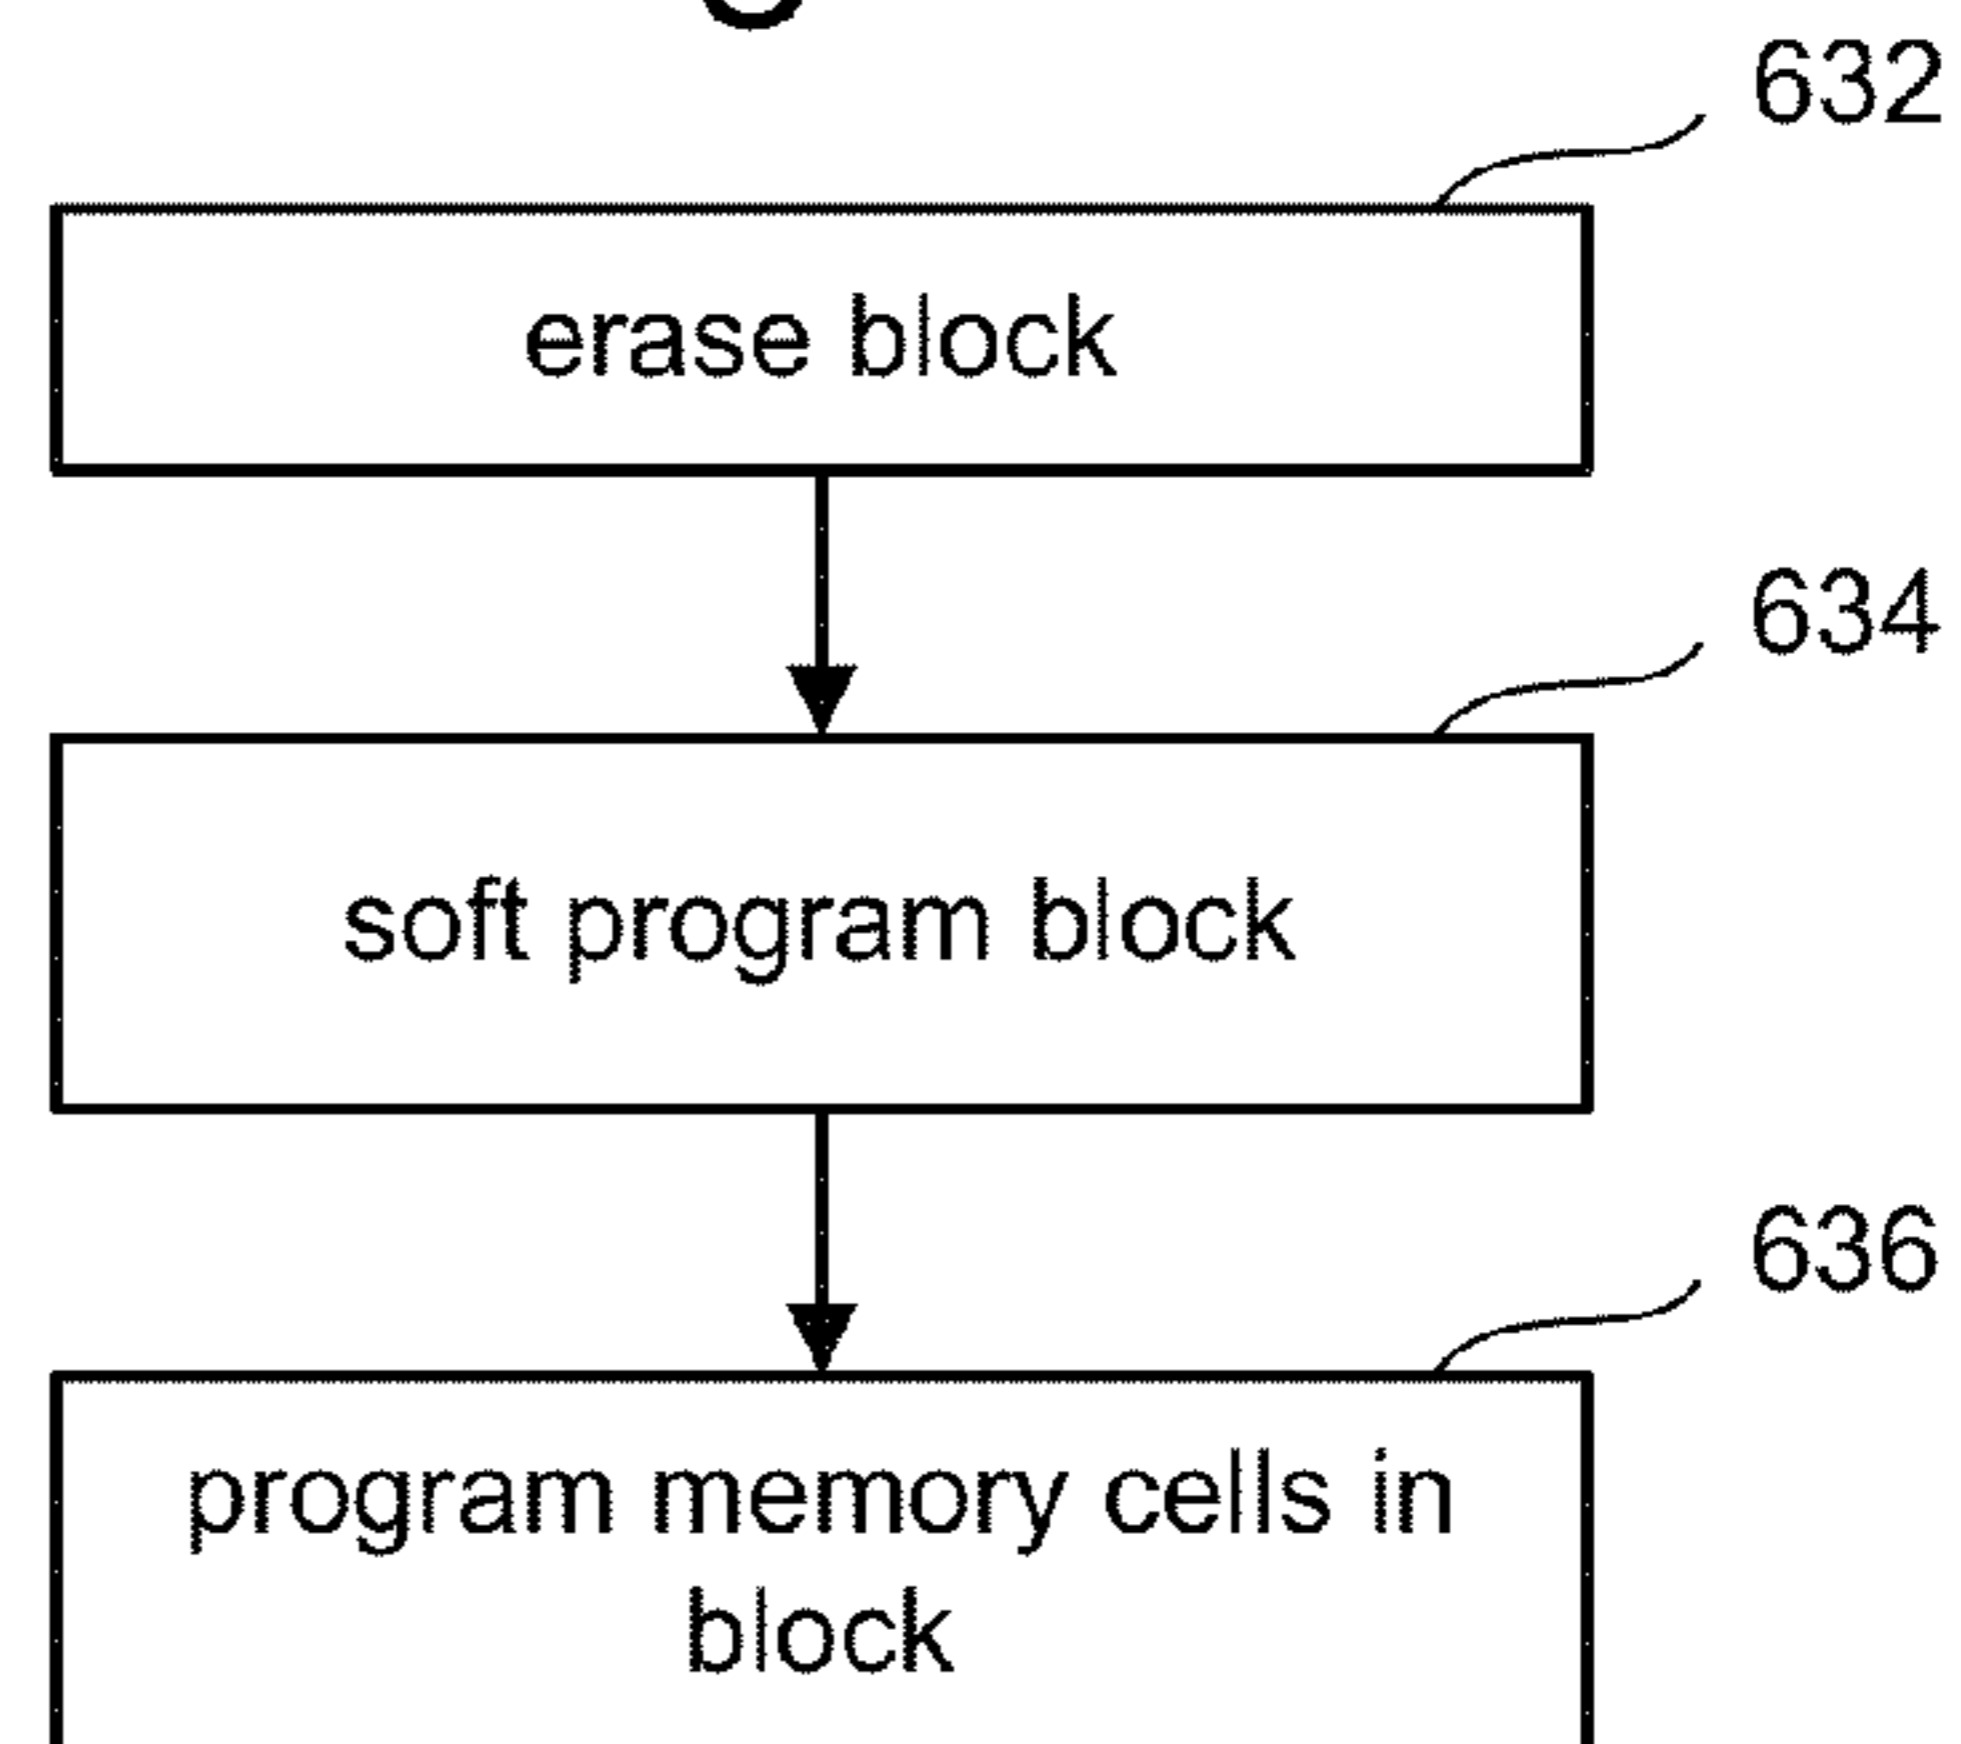 632
erase block
634
soft program block
636
program memory cells in
block